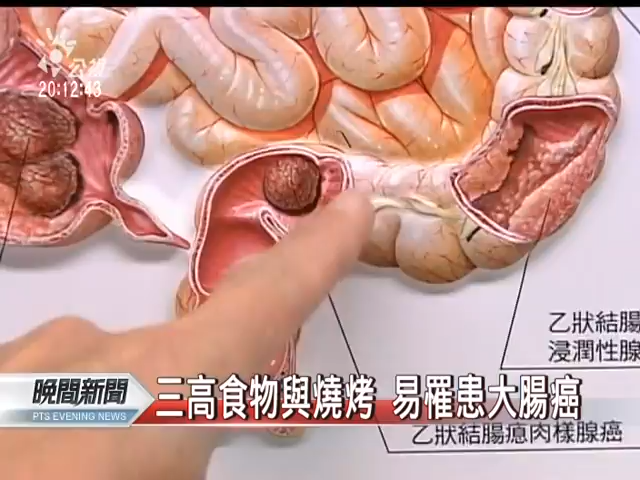 公視
20:12:43
乙狀結腸
浸潤性腺
晚間新聞
PTS EVENING NEWS
三高食物與燒烤 易罹患大腸癌
乙狀結腸瘜肉樣腺癌